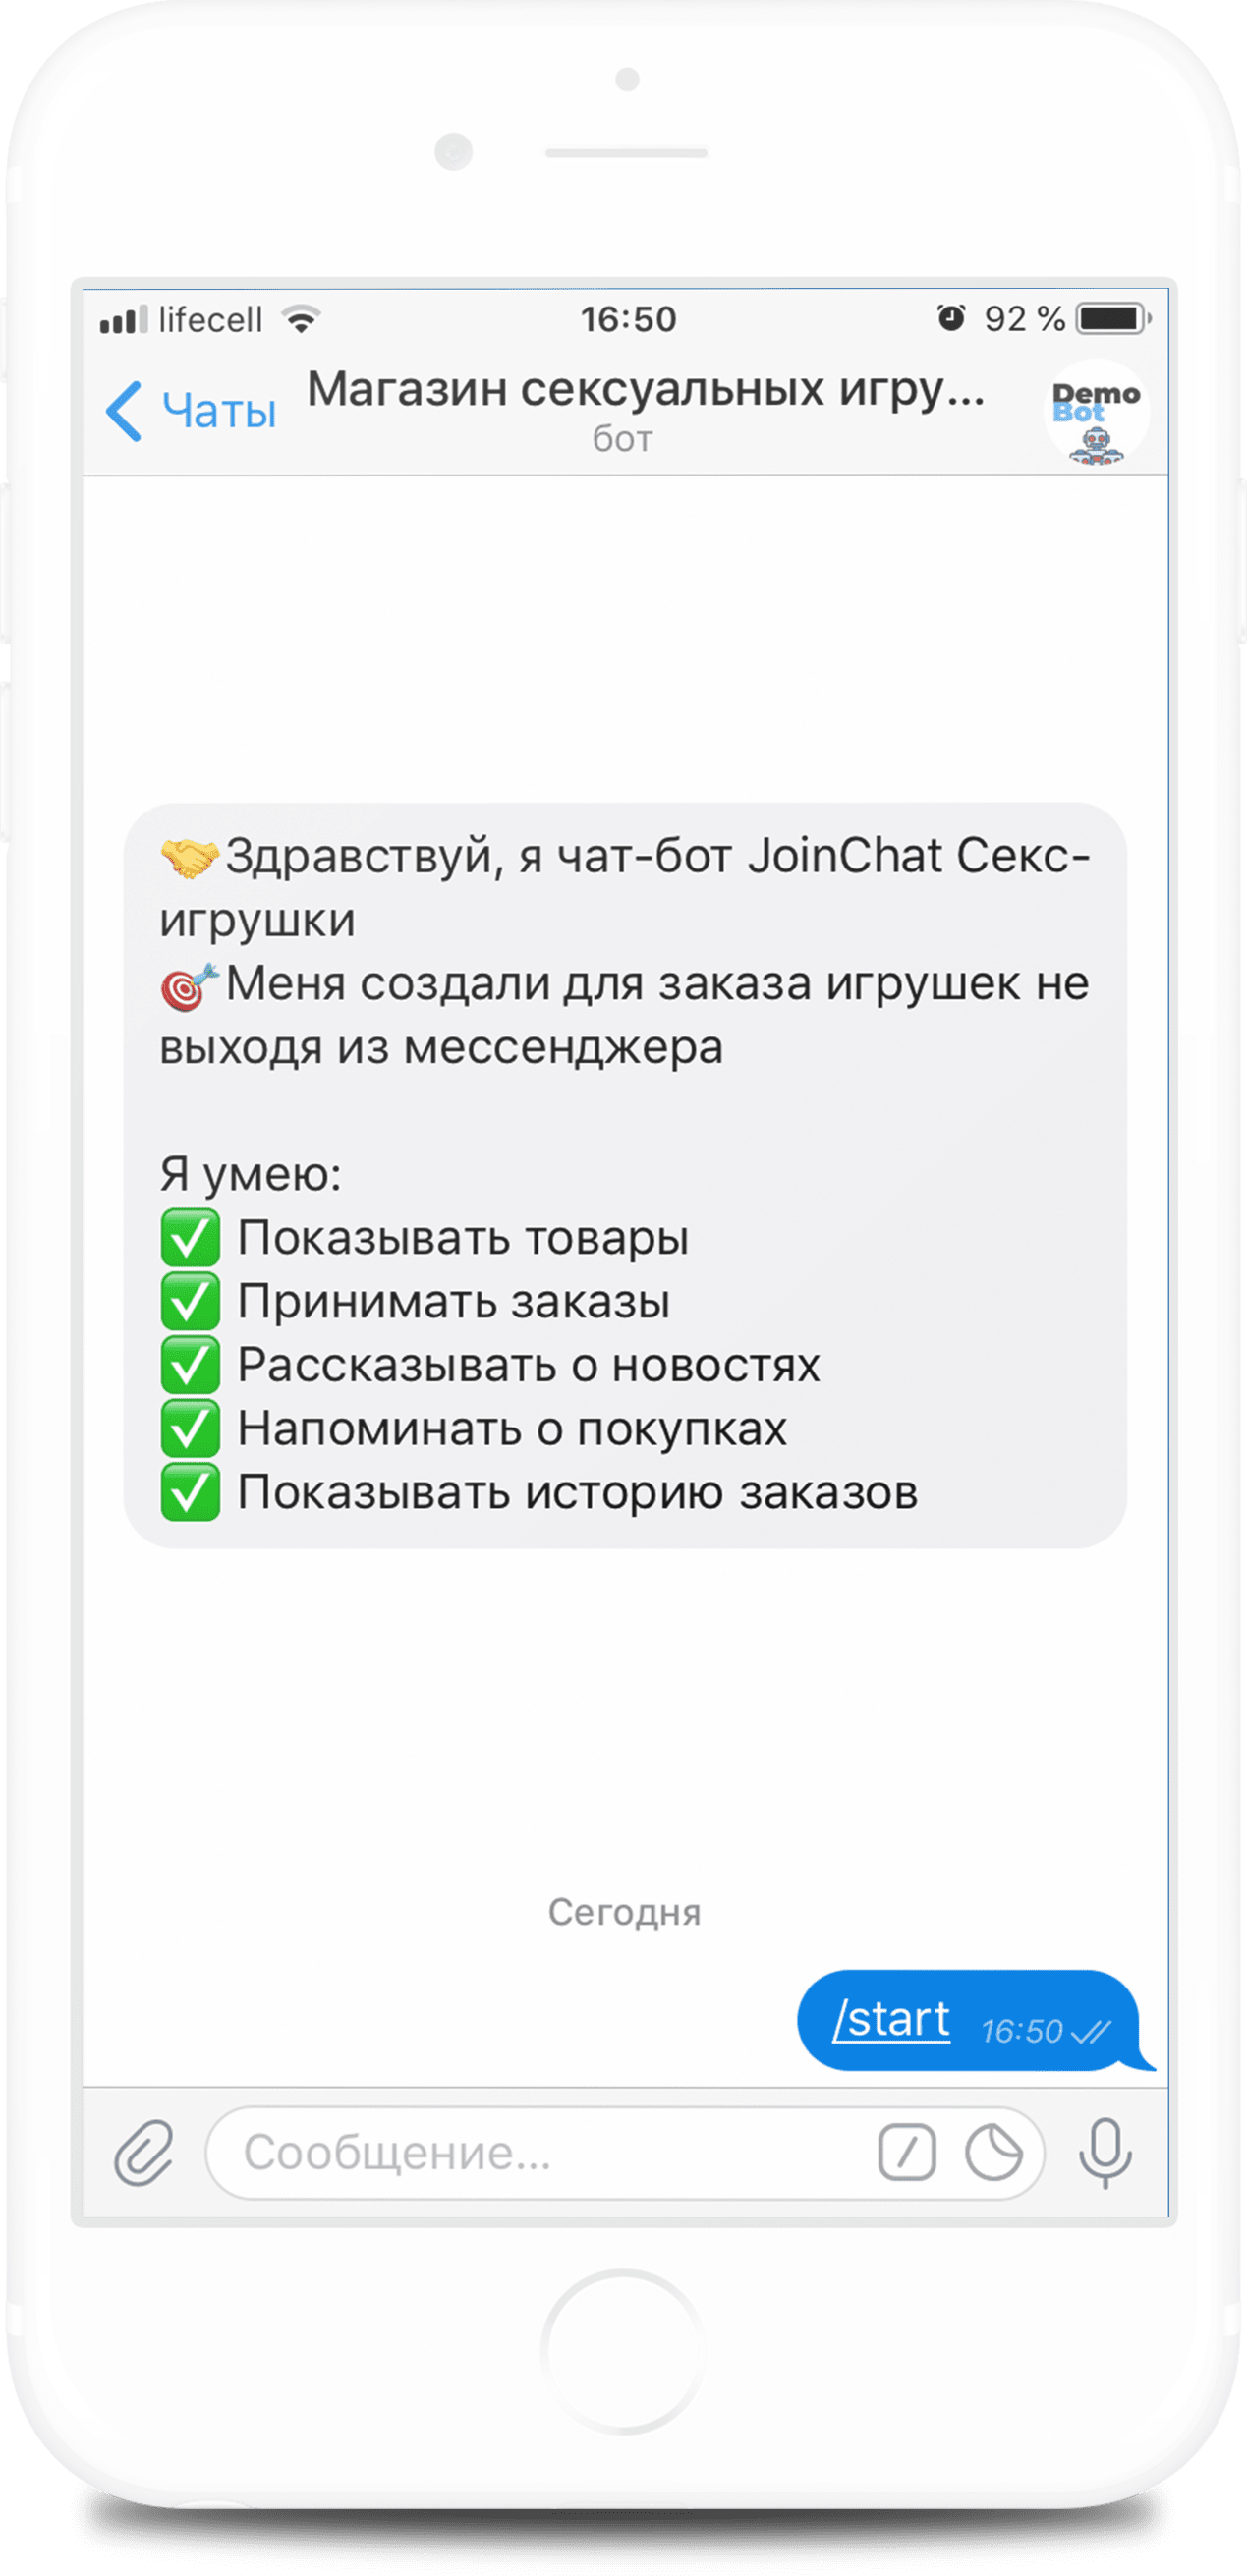 lifecell 16:50 92 %
Чаты Магазин сексуальных игру...
бот
Demo
Bot
🤝Здравствуй, я чат-бот JoinChat Секс-
игрушки
🎯Меня создали для заказа игрушек не
выходя из мессенджера
Я умею:
✅ Показывать товары
✅ Принимать заказы
✅ Рассказывать о новостях
✅ Напоминать о покупках
✅ Показывать историю заказов
Сегодня
/start 16:50
Сообщение...